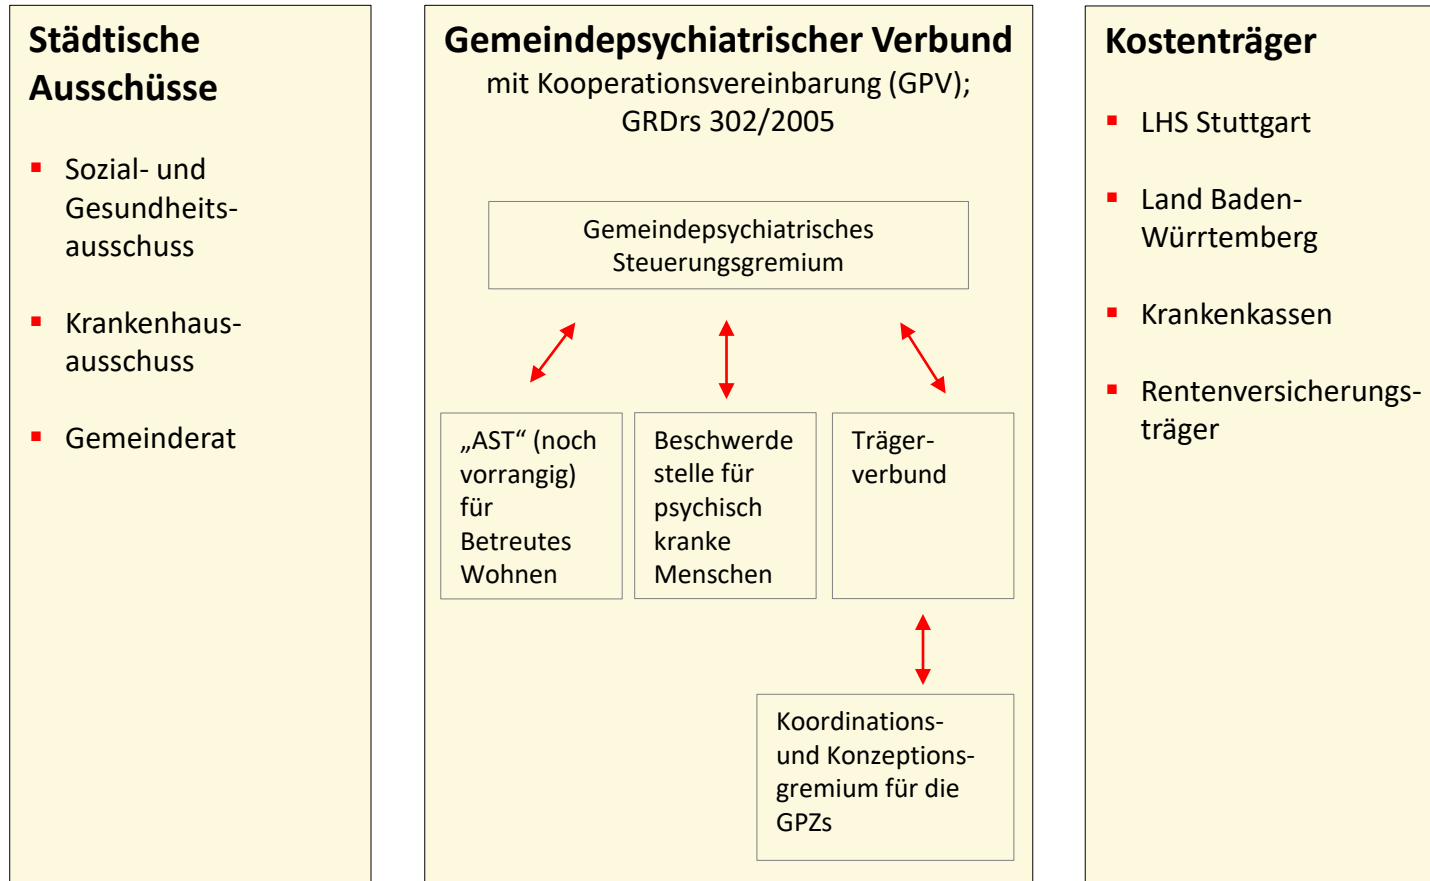 Städtische
Ausschüsse
Sozial- und
Gesundheits-
ausschuss
Krankenhaus-
ausschuss
Gemeinderat
Gemeindepsychiatrischer Verbund
mit Kooperationsvereinbarung (GPV);
GRDrs 302/2005
Gemeindepsychiatrisches
Steuerungsgremium
„AST“ (noch
vorrangig)
für
Betreutes
Wohnen
Beschwerde
stelle für
psychisch
kranke
Menschen
Träger-
verbund
Koordinations-
und Konzeptions-
gremium für die
GPZs
Kostenträger
LHS Stuttgart
Land Baden-
Würrtemberg
Krankenkassen
Rentenversicherungs-
träger